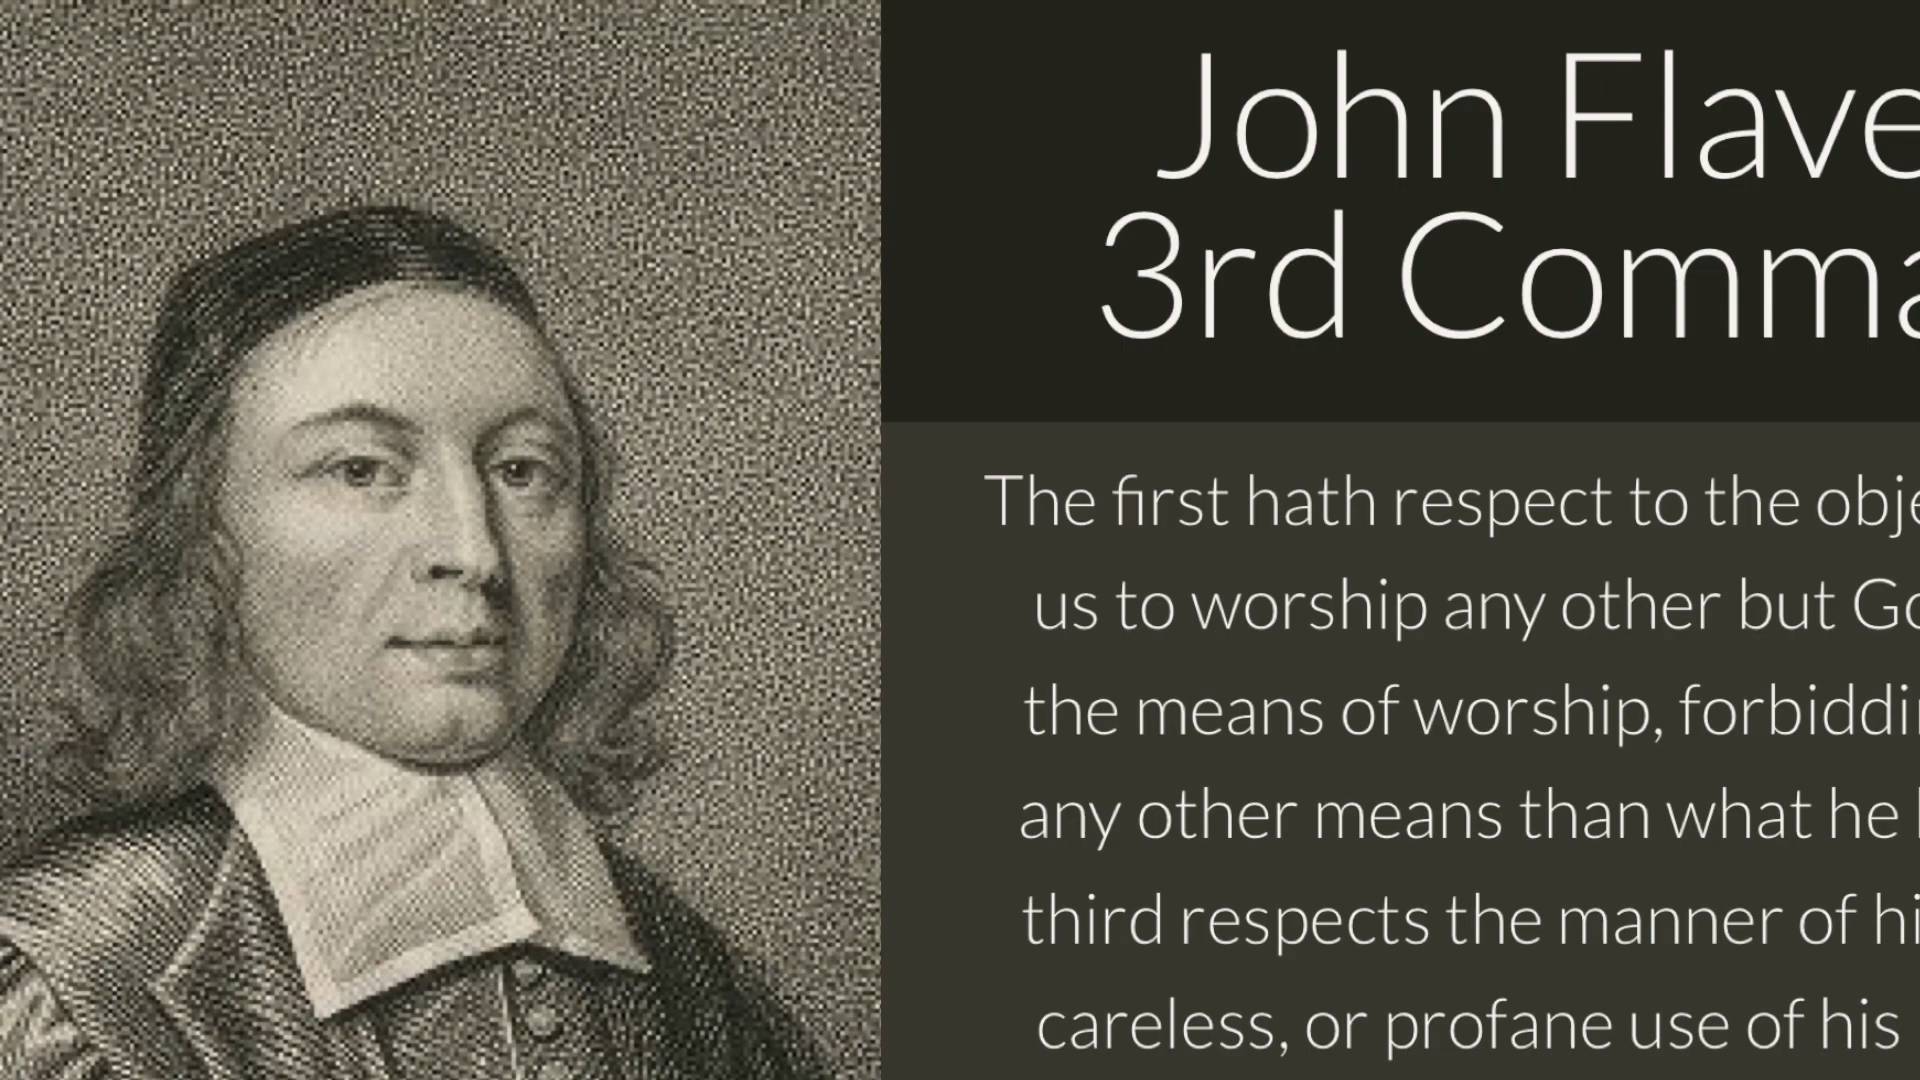 John Flave
3rd Comma
The first hath respect to the obje
us to worship any other but Go
the means of worship, forbiddin
any other means than what he
third respects the manner of hi
careless, or profane use of his